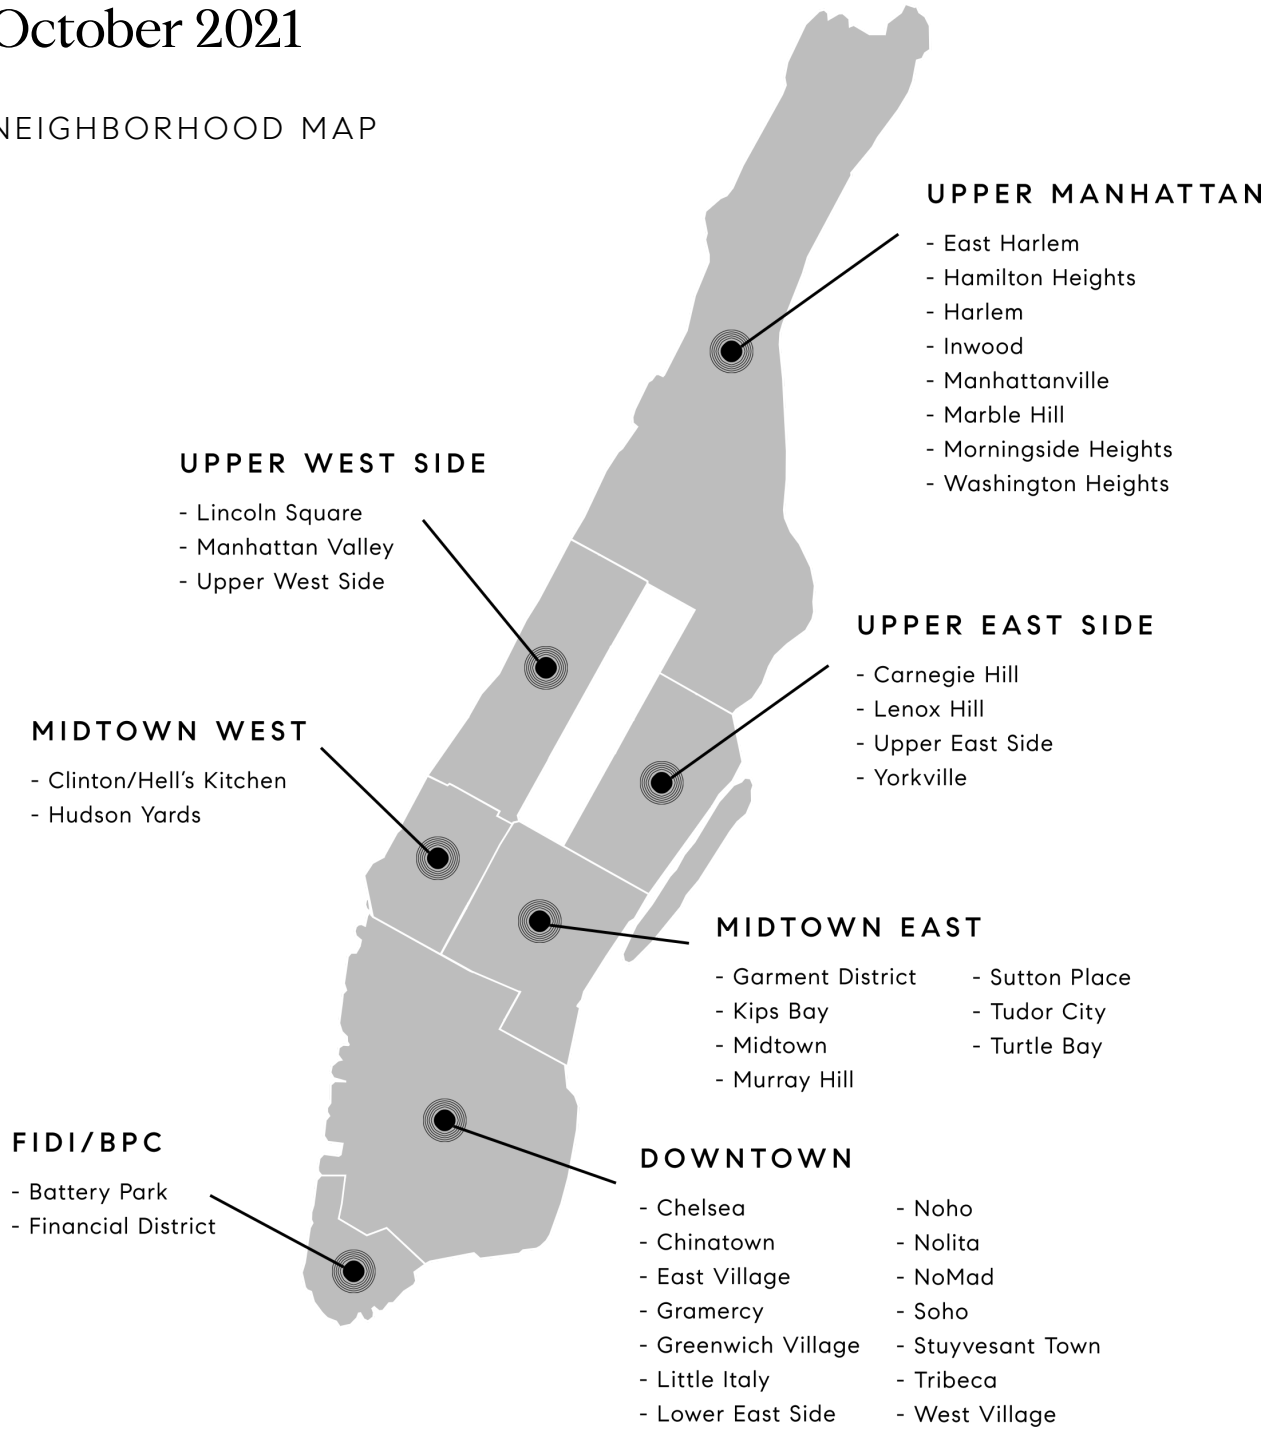 October 2021
NEIGHBORHOOD MAP
UPPER MANHATTAN
- East Harlem
- Hamilton Heights
- Harlem
- Inwood
- Manhattanville
- Marble Hill
- Morningside Heights
- Washington Heights
UPPER WEST SIDE
- Lincoln Square
- Manhattan Valley
- Upper West Side
UPPER EAST SIDE
- Carnegie Hill
- Lenox Hill
- Upper East Side
- Yorkville
MIDTOWN WEST
- Clinton/Hell’s Kitchen
- Hudson Yards
MIDTOWN EAST
- Garment District
- Kips Bay
- Midtown
- Murray Hill
- Sutton Place
- Tudor City
- Turtle Bay
FIDI/BPC
- Battery Park
- Financial District
DOWNTOWN
- Chelsea
- Chinatown
- East Village
- Gramercy
- Greenwich Village
- Little Italy
- Lower East Side
- Noho
- Nolita
- NoMad
- Soho
- Stuyvesant Town
- Tribeca
- West Village